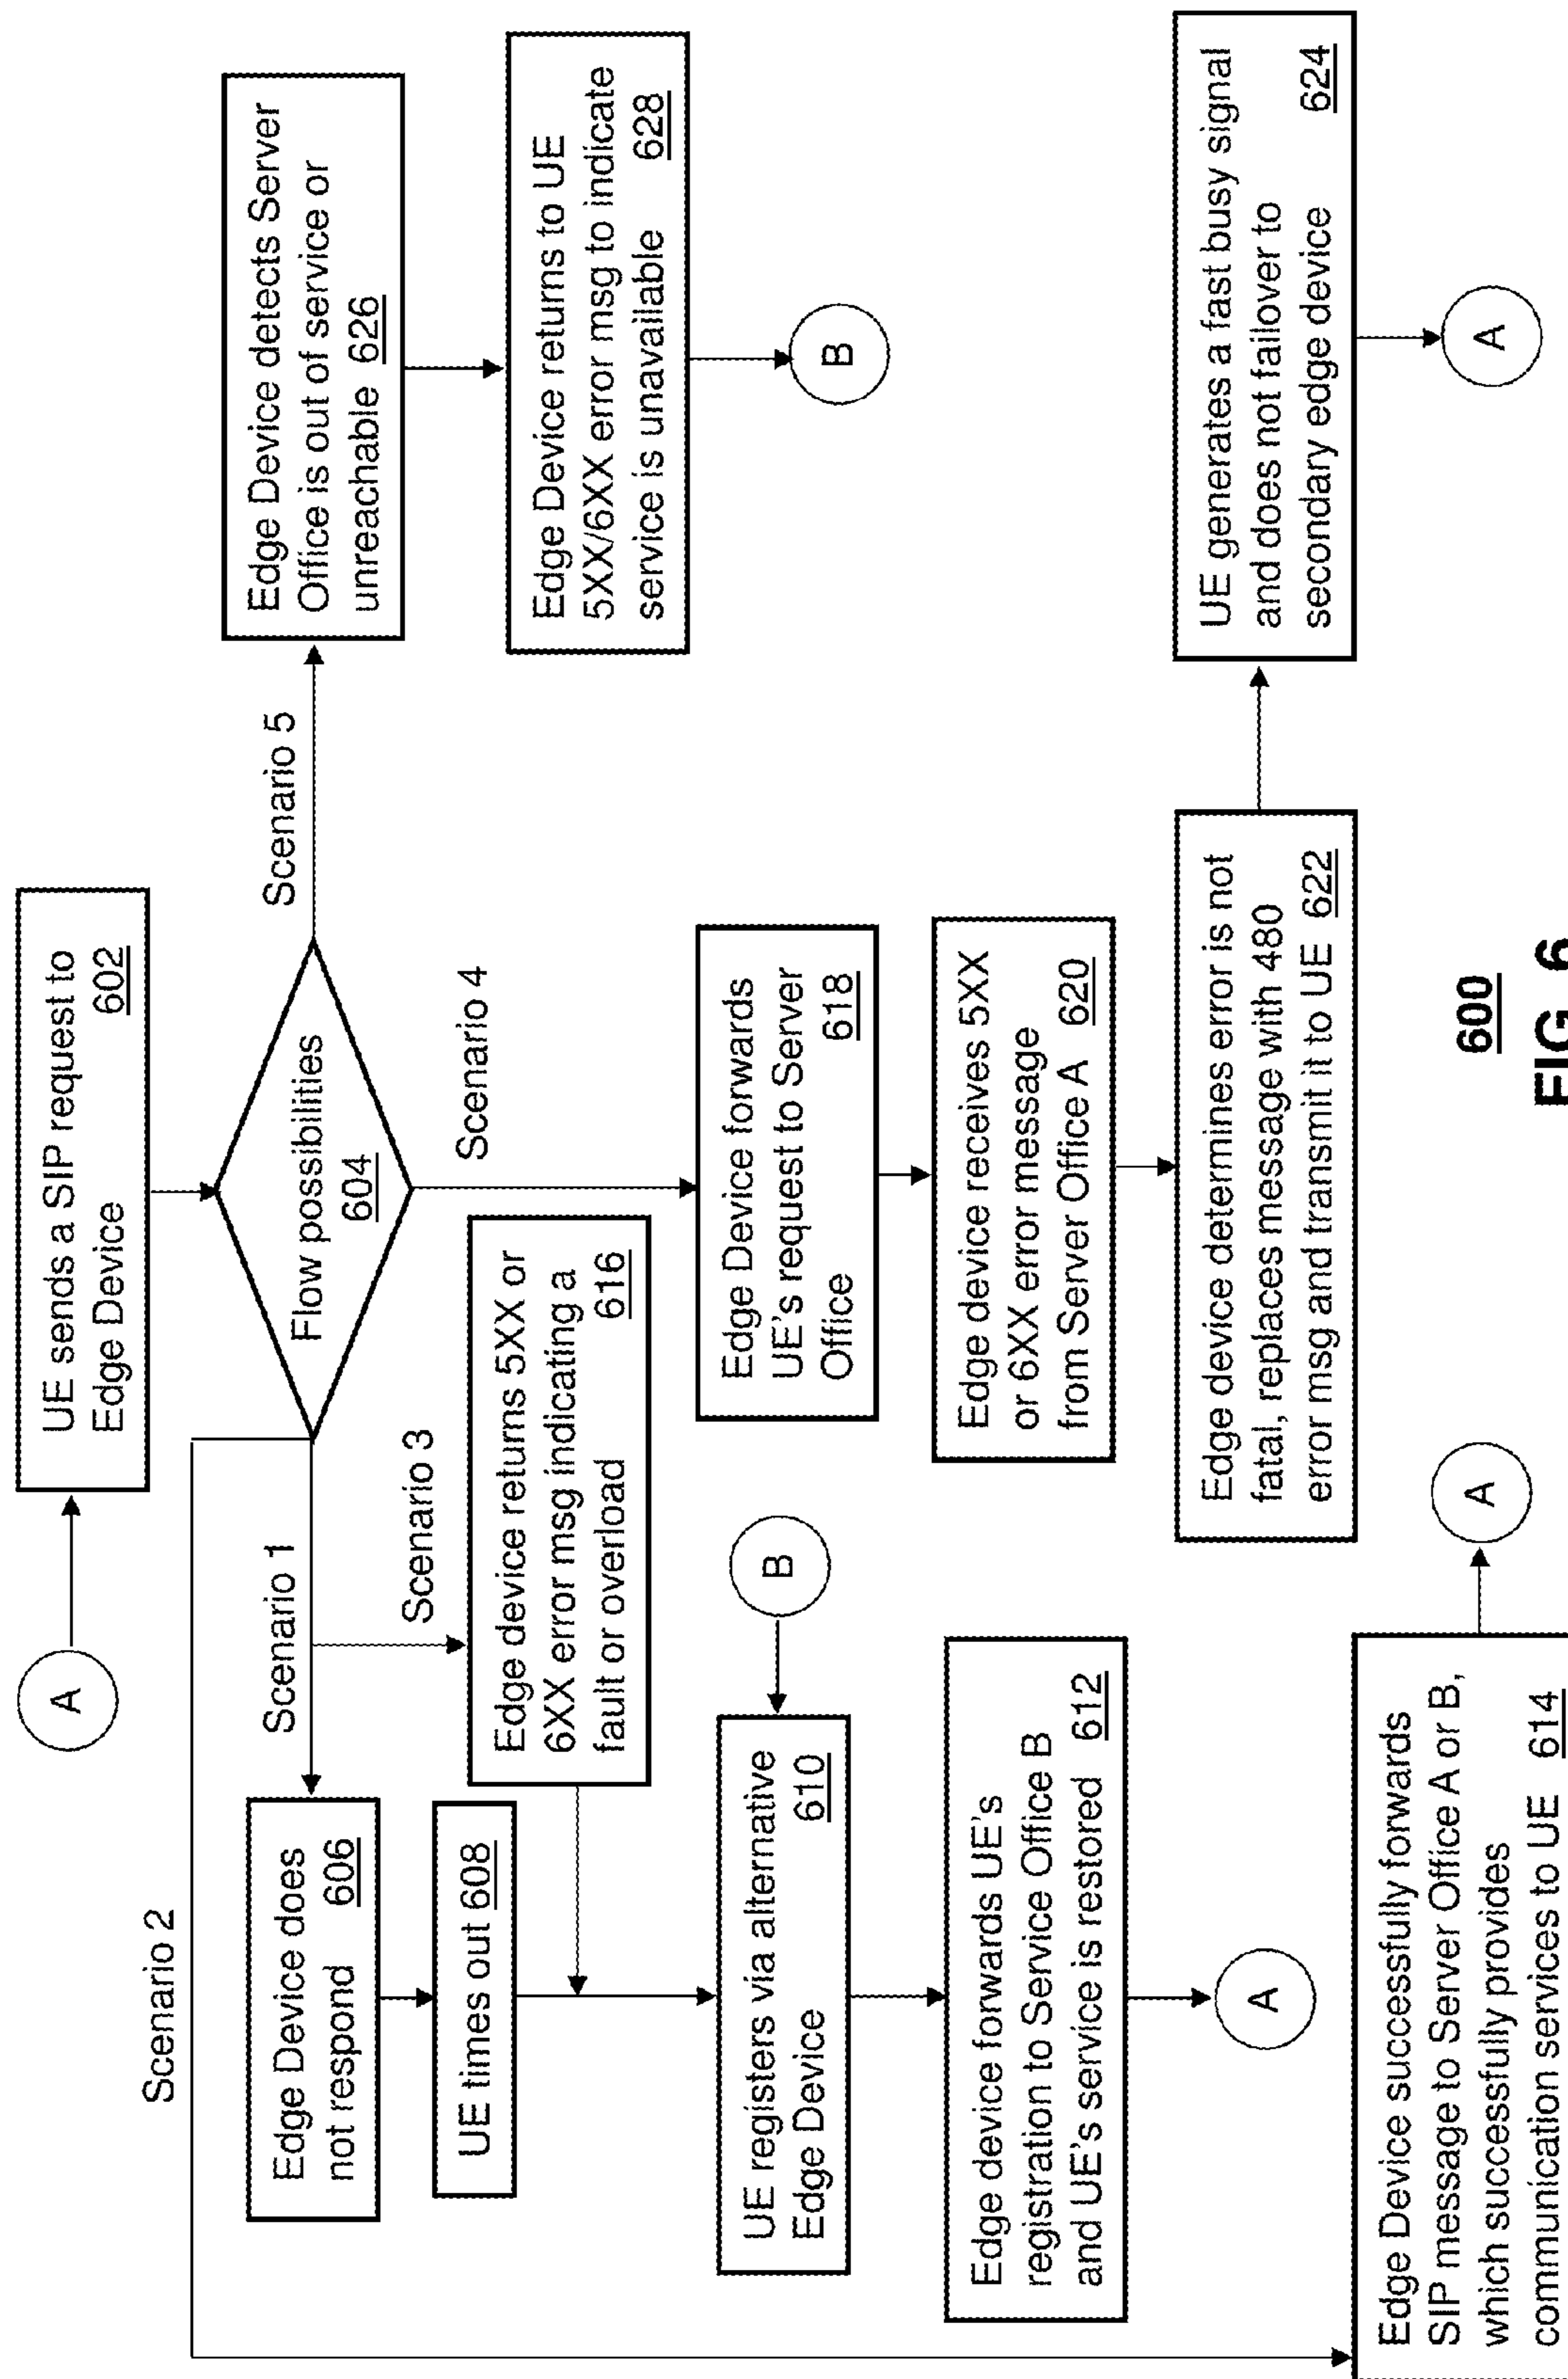 A
UE sends a SIP request to
Edge Device 602
Flow possibilities
604
Scenario 2
Scenario 1
Scenario 3
Scenario 4
Scenario 5
Edge Device does
not respond 606
UE times out 608
Edge device returns 5XX or
6XX error msg indicating a
fault or overload 616
B
UE registers via alternative
Edge Device 610
Edge device forwards UE's
registration to Service Office B
and UE's service is restored 612
A
Edge Device successfully forwards
SIP message to Server Office A or B,
which successfully provides
communication services to UE 614
A
Edge Device forwards
UE's request to Server
Office 618
Edge device receives 5XX
or 6XX error message
from Server Office A 620
Edge device determines error is not
fatal, replaces message with 480
error msg and transmit it to UE 622
UE generates a fast busy signal
and does not failover to
secondary edge device 624
A
Edge Device detects Server
Office is out of service or
unreachable 626
Edge Device returns to UE
5XX/6XX error msg to indicate
service is unavailable 628
B
600
FIG 6